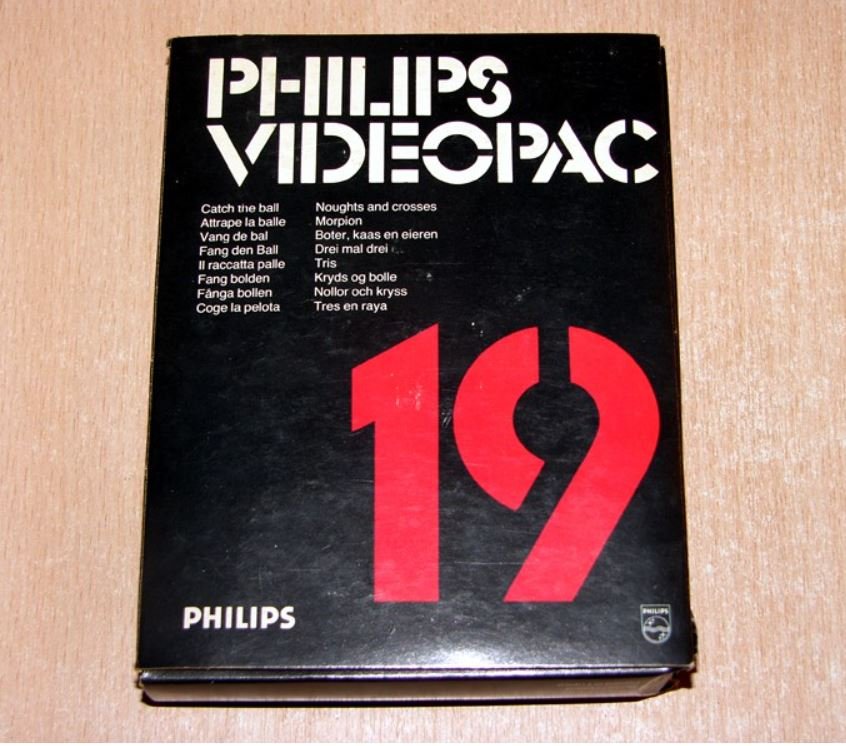 PHILIPS
VIDEOPAC
Catch the ball
Attrape la balle
Vang de bal
Fang den Ball
Il raccatta palle
Fang bolden
Fånga bollen
Coge la pelota
Noughts and crosses
Morpion
Boter, kaas en eieren
Drei mal drei
Tris
Kryds og bolle
Nollor och kryss
Tres en raya
19
PHILIPS
PHILIPS